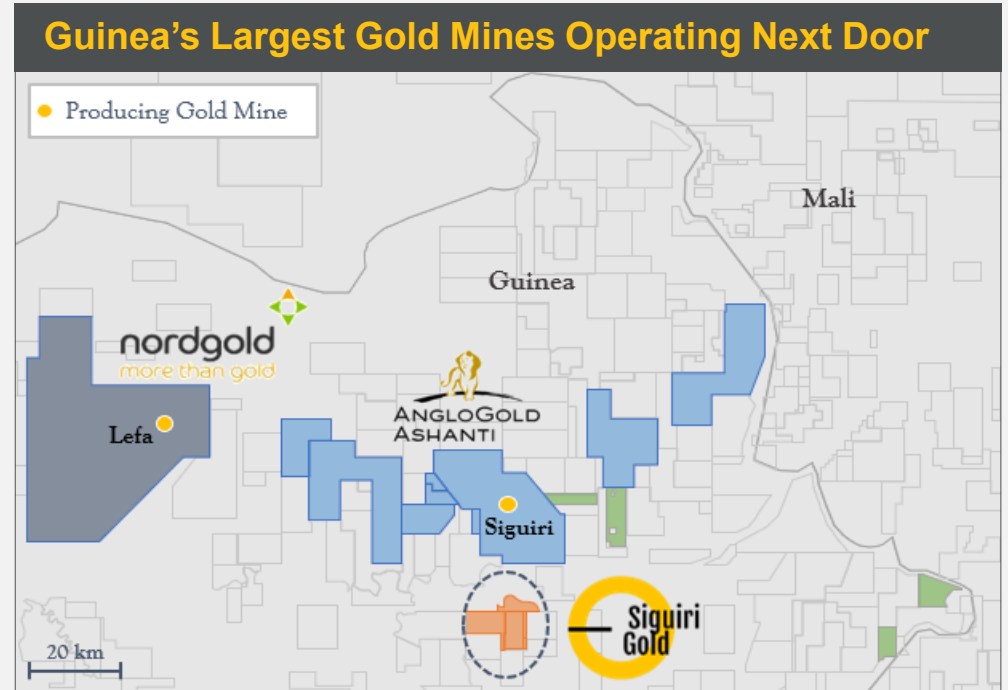 Guinea's Largest Gold Mines Operating Next Door
Producing Gold Mine
Mali
Guinea
nordgold
more than gold
ANGLOGOLD
ASHANTI
Lefa
Siguiri
Siguiri
Gold
20 km